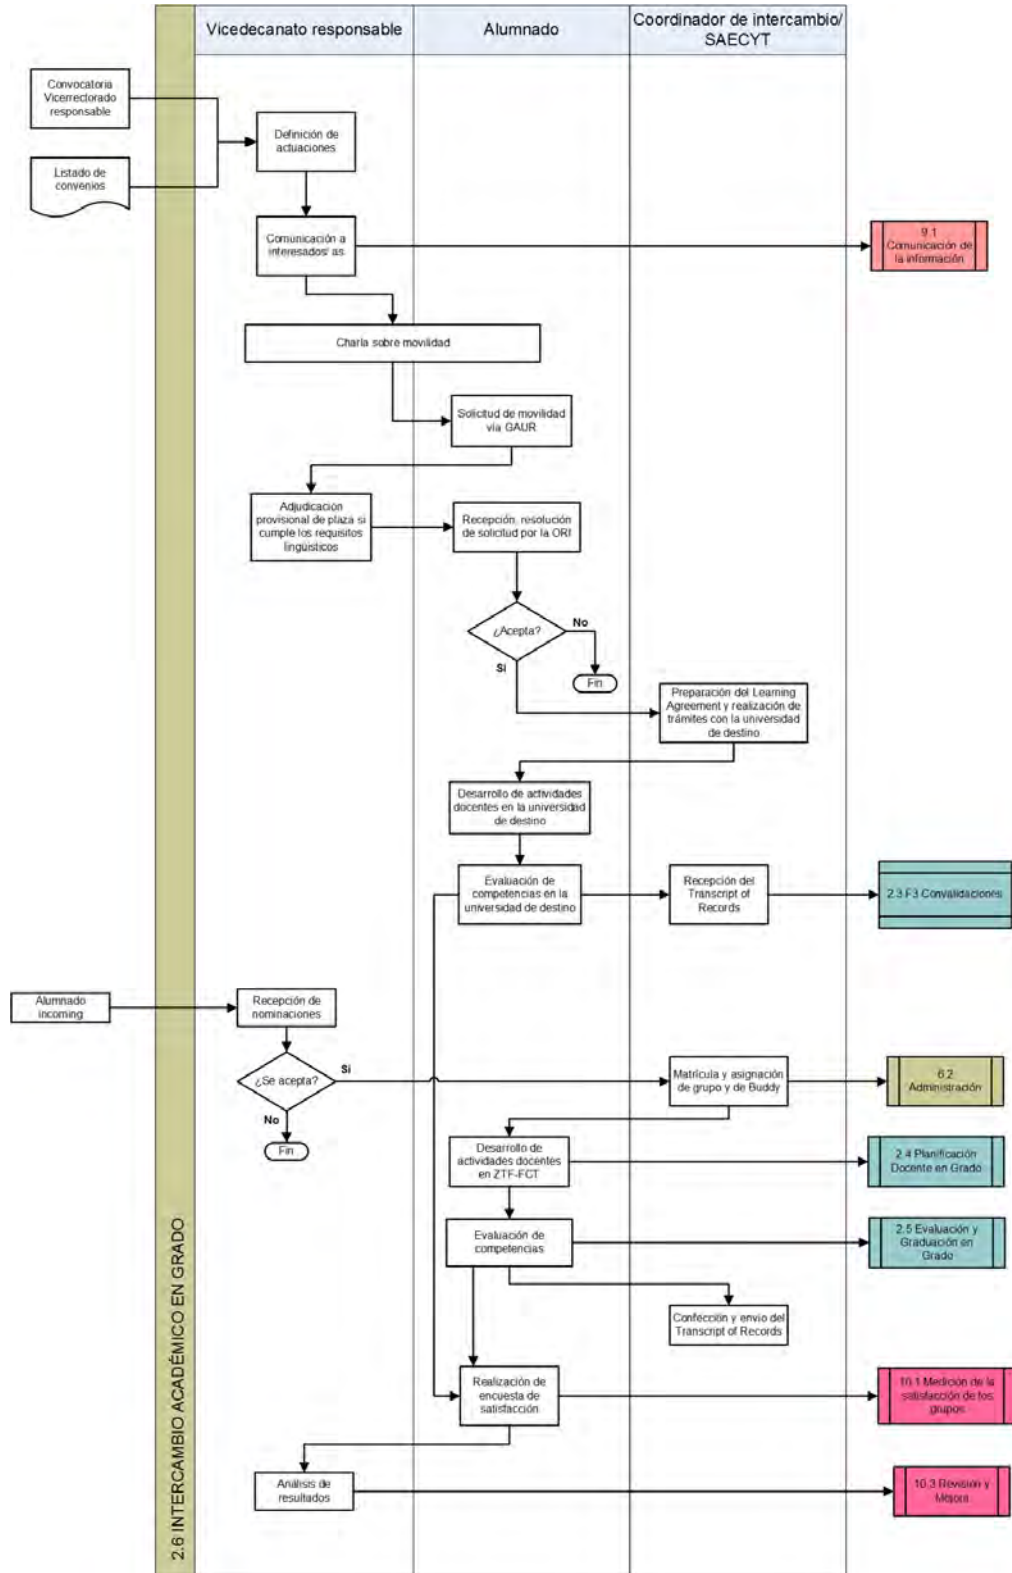 Vicedecanato responsable
Alumnado
Coordinador de intercambio/
SAECYT
Convocatoria
Vicerrectorado
responsable
Listado de
convenios
Definición de
actuaciones
Comunicación a
interesados/ as
9.1
Comunicación de
la información
Charla sobre movilidad
Solicitud de movilidad
vía GAUR
Adjudicación
provisional de plaza si
cumple los requisitos
lingüísticos
Recepción, resolución
de solicitud por la ORI
¿Acepta?
No
Si
Fin
Preparación del Learning
Agreement y realización de
trámites con la universidad
de destino
Desarrollo de actividades
docentes en la universidad
de destino
Evaluación de
competencias en la
universidad de destino
Recepción del
Transcript of
Records
2.3 F3 Convalidaciones
Alumnado
incoming
Recepción de
nominaciones
¿Se acepta?
Si
No
Fin
Matrícula y asignación
de grupo y de Buddy
6.2
Administración
Desarrollo de
actividades docentes
en ZTF-FCT
2.4 Planificación
Docente en Grado
Evaluación de
competencias
2.5 Evaluación y
Graduación en
Grado
Confección y envio del
Transcript of Records
Realización de
encuesta de
satisfacción
10.1 Medición de la
satisfacción de los
grupos
Análisis de
resultados
10.3 Revisión y
Mejora
2.6 INTERCAMBIO ACADÉMICO EN GRADO